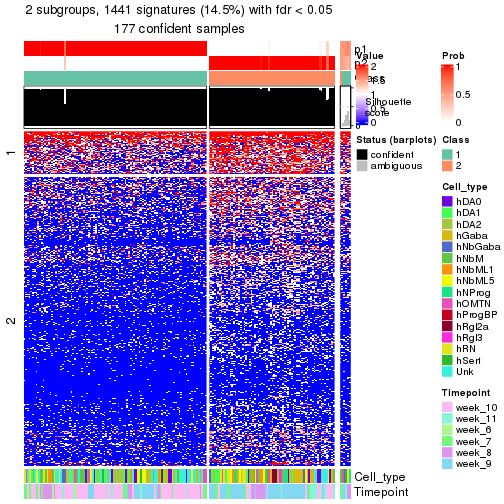 2 subgroups, 1441 signatures (14.5%) with fdr < 0.05
177 confident samples
p1
p2
Class
Silhouette
score
1
2
Cell_type
Timepoint
Value
2
1.5
1
0.5
0
Prob
1
0.5
0
Status (barplots)
confident
ambiguous
Class
1
2
Cell_type
hDA0
hDA1
hDA2
hGaba
hNbGaba
hNbM
hNbML1
hNbML5
hNProg
hOMTN
hProgBP
hRgl2a
hRgl3
hRN
hSert
Unk
Timepoint
week_10
week_11
week_6
week_7
week_8
week_9